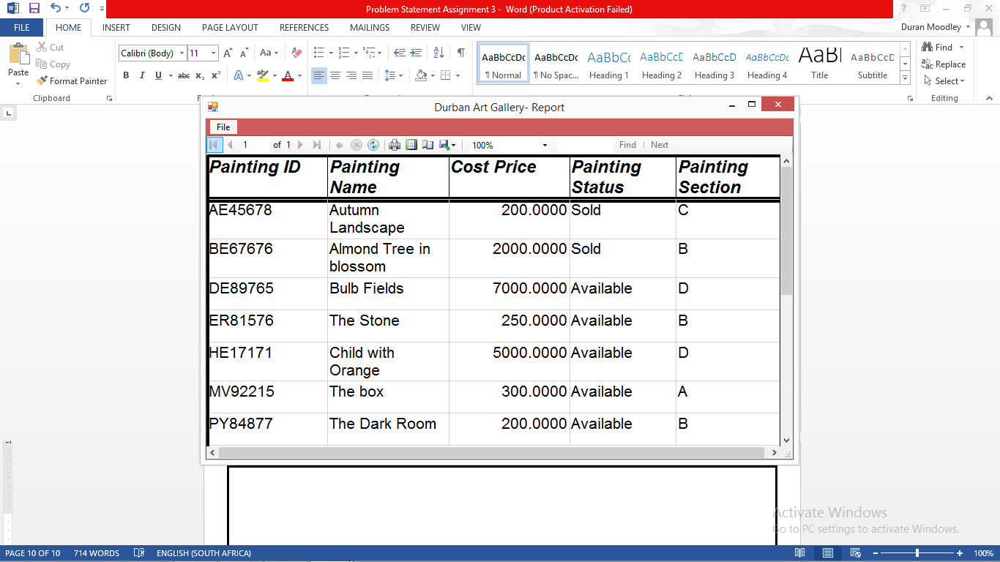 Problem Statement Assignment 3 - Word (Product Activation Failed)
FILE HOME INSERT DESIGN PAGE LAYOUT REFERENCES MAILINGS REVIEW VIEW Duran Moodley
Paste
Cut
Copy
Format Painter
Clipboard
Calibri (Body) 11
AaBbCcDc AaBbCcDc AaBbCc AaBbCcE AaBbCcD AaBbCcDc AaBl AaBbCcD
¶ Normal ¶ No Spac... Heading 1 Heading 2 Heading 3 Heading 4 Title Subtitle
Find
Replace
Select
Editing
Durban Art Gallery- Report
File
1 of 1 100% Find | Next
Painting ID Painting Name Cost Price Painting Status Painting Section
AE45678 Autumn Landscape 200.0000 Sold C
BE67676 Almond Tree in blossom 2000.0000 Sold B
DE89765 Bulb Fields 7000.0000 Available D
ER81576 The Stone 250.0000 Available B
HE17171 Child with Orange 5000.0000 Available D
MV92215 The box 300.0000 Available A
PY84877 The Dark Room 200.0000 Available B
Activate Windows
Go to PC settings to activate Windows.
PAGE 10 OF 10 714 WORDS ENGLISH (SOUTH AFRICA) 100%